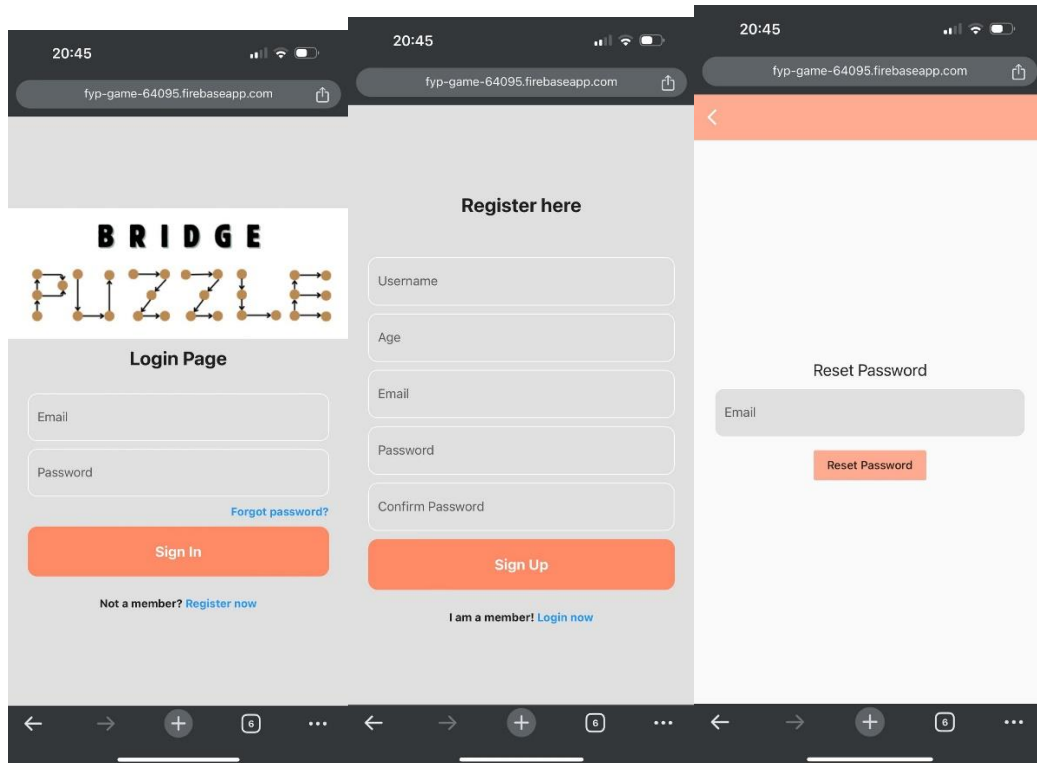 20:45
fyp-game-64095.firebaseapp.com
BRIDGE
PUZZLE
Login Page
Email
Password
Forgot password?
Sign In
Not a member? Register now
6
20:45
fyp-game-64095.firebaseapp.com
Register here
Username
Age
Email
Password
Confirm Password
Sign Up
I am a member! Login now
6
20:45
fyp-game-64095.firebaseapp.com
Reset Password
Email
Reset Password
6